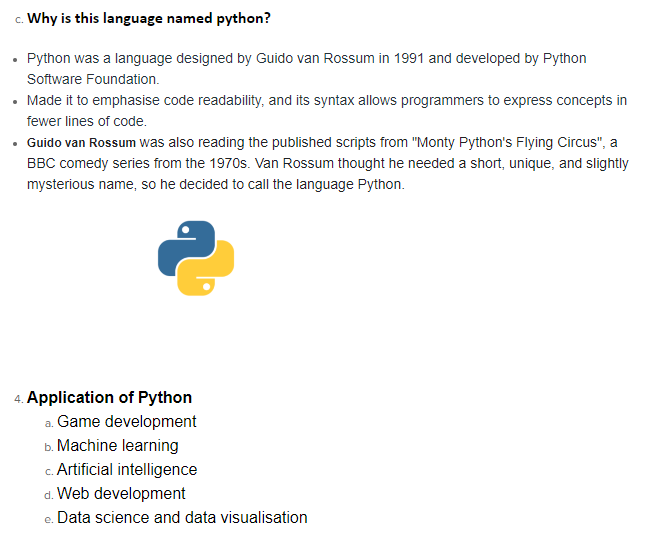 c. Why is this language named python?
• Python was a language designed by Guido van Rossum in 1991 and developed by Python
Software Foundation.
• Made it to emphasise code readability, and its syntax allows programmers to express concepts in
fewer lines of code.
• Guido van Rossum was also reading the published scripts from "Monty Python's Flying Circus", a
BBC comedy series from the 1970s. Van Rossum thought he needed a short, unique, and slightly
mysterious name, so he decided to call the language Python.
4. Application of Python
a. Game development
b. Machine learning
c. Artificial intelligence
d. Web development
e. Data science and data visualisation